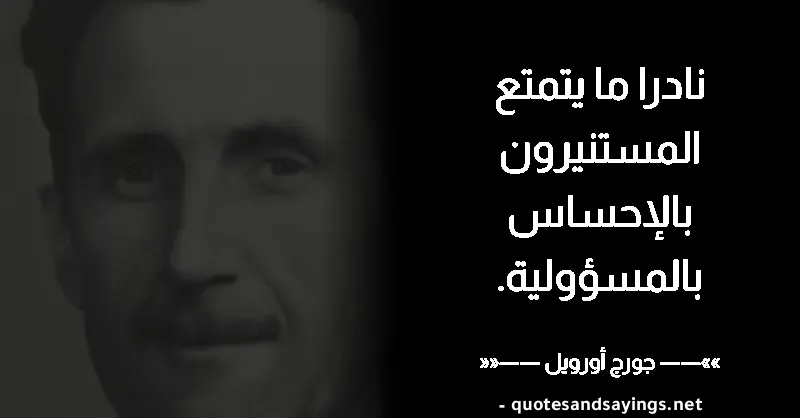 نادرا ما يتمتع
المستنيرون
بالإحساس
بالمسؤولية.
»»—— جورج أورويل ——««
- quotesandsayings.net